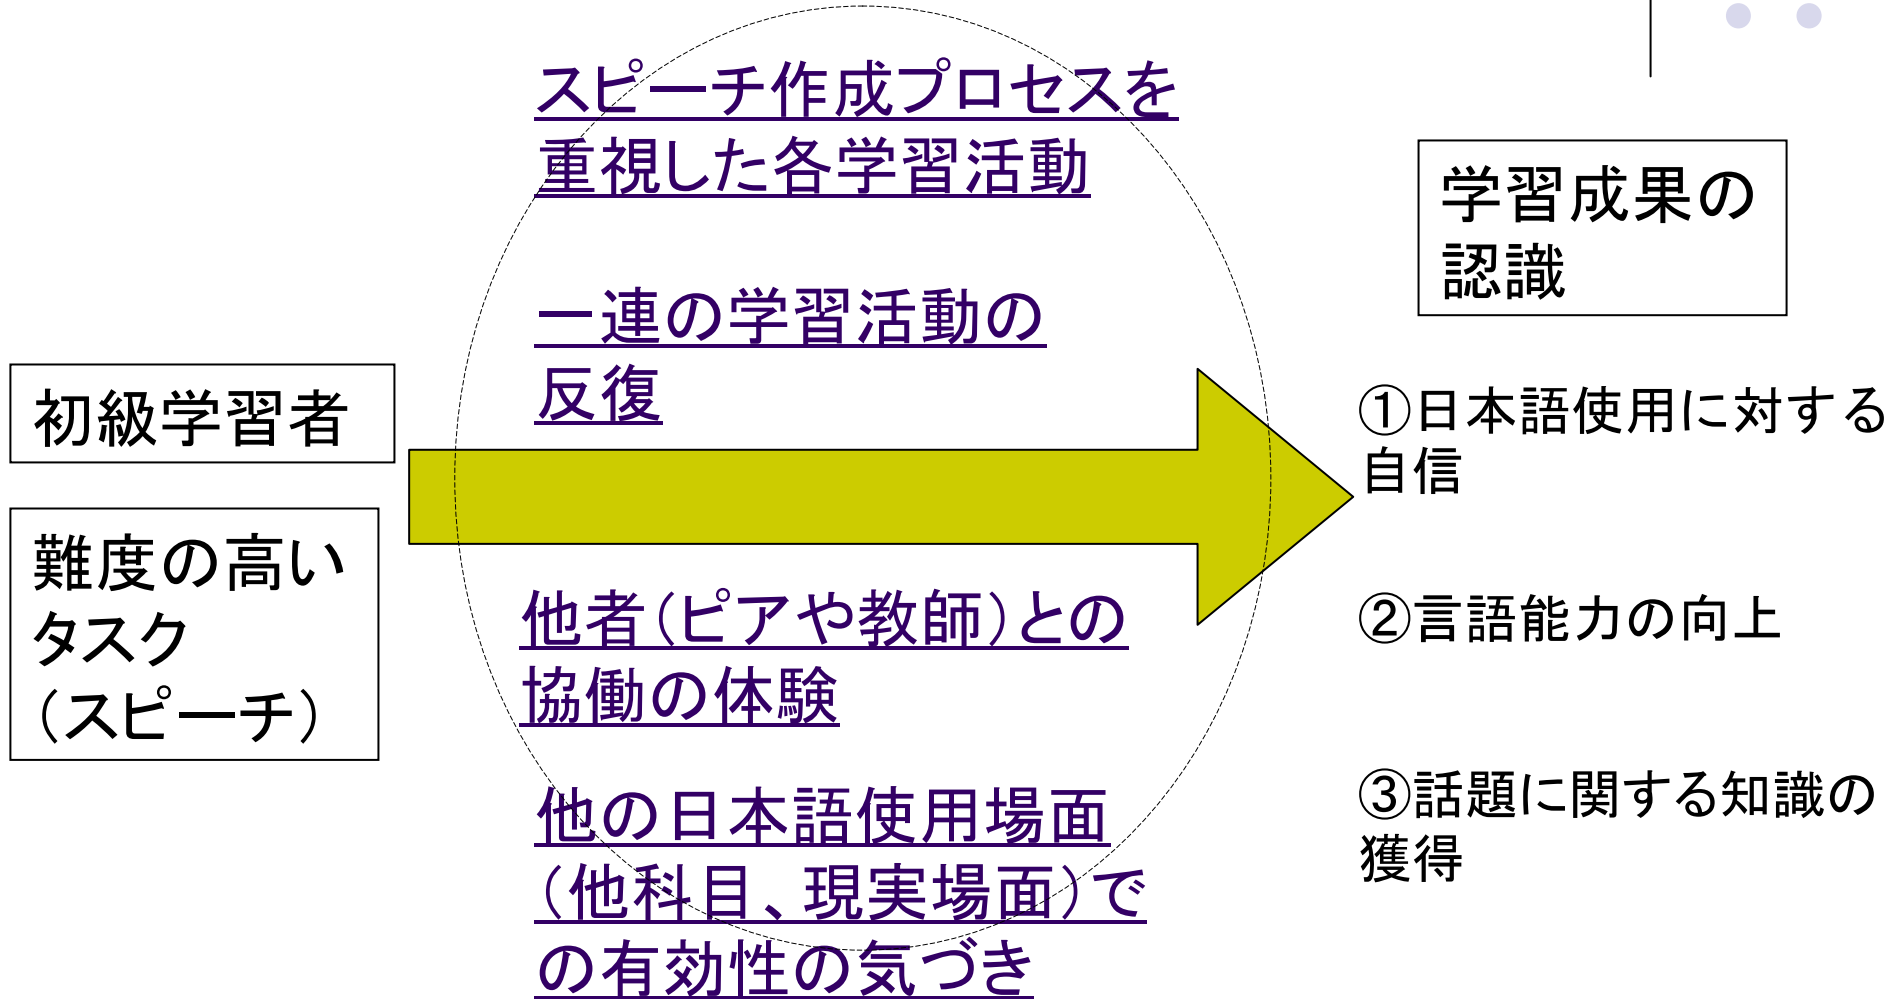 初級学習者
難度の高い
タスク
（スピーチ）
スピーチ作成プロセスを
重視した各学習活動
一連の学習活動の
反復
他者（ピアや教師）との
協働の体験
他の日本語使用場面
（他科目、現実場面）で
の有効性の気づき
学習成果の
認識
①日本語使用に対する
自信
②言語能力の向上
③話題に関する知識の
獲得